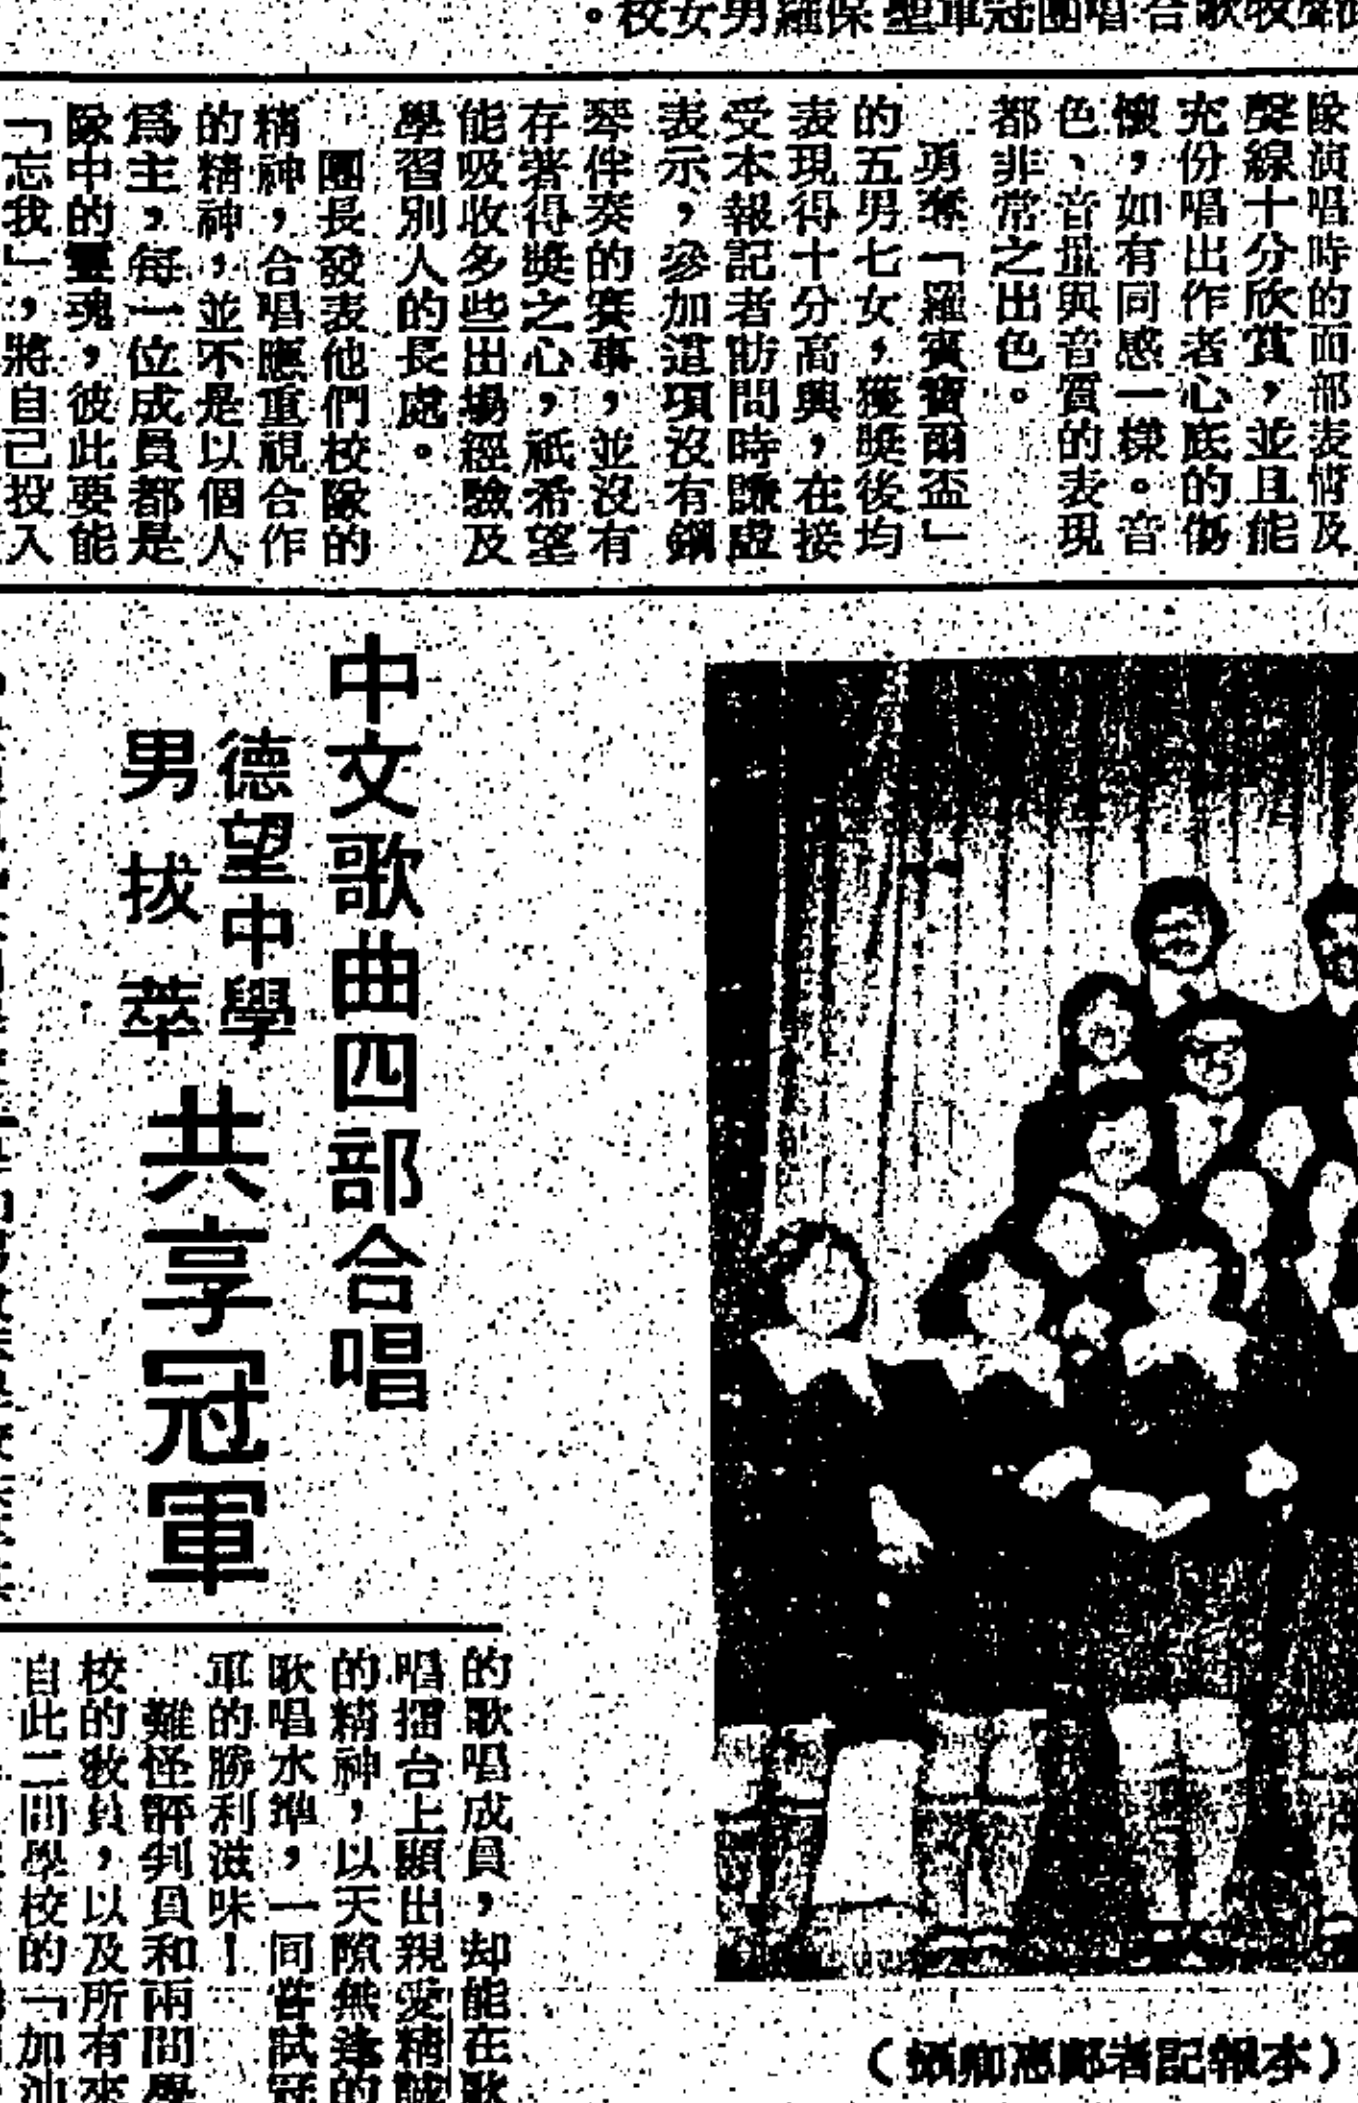 聲牧歌合唱團冠軍聖保羅男女校。
隊演唱時的面部表情及
聲線十分欣賞，並且能
充份唱出作者心底的傷
懷，如有同感一樣。音
色、音量與音質的表現
都非常之出色。
勇奪「羅賓寶爾盃」
的五男七女，獲獎後均
表現得十分高興，在接
受本報記者訪問時謙虛
表示，參加這項沒有鋼
琴伴奏的賽事，並沒有
存著得獎之心，祇希望
能吸收多些出場經驗及
學習別人的長處。
團長發表他們校隊的
精神，合唱應重視合作
的精神，並不是以個人
為主，每一位成員都是
隊中的靈魂，彼此要能
「忘我」，將自己投入
中文歌曲四部合唱
德望中學
男拔萃
共享冠軍
的歌唱成員，却能在歌
唱擂台上顯出親愛精誠
的精神，以天隙無逢的
歌唱水準，一同嘗試冠
軍的勝利滋味！
難怪評判員和兩間學
校的教員，以及所有來
自此二間學校的「加油
（本報記者鄺惠卿攝